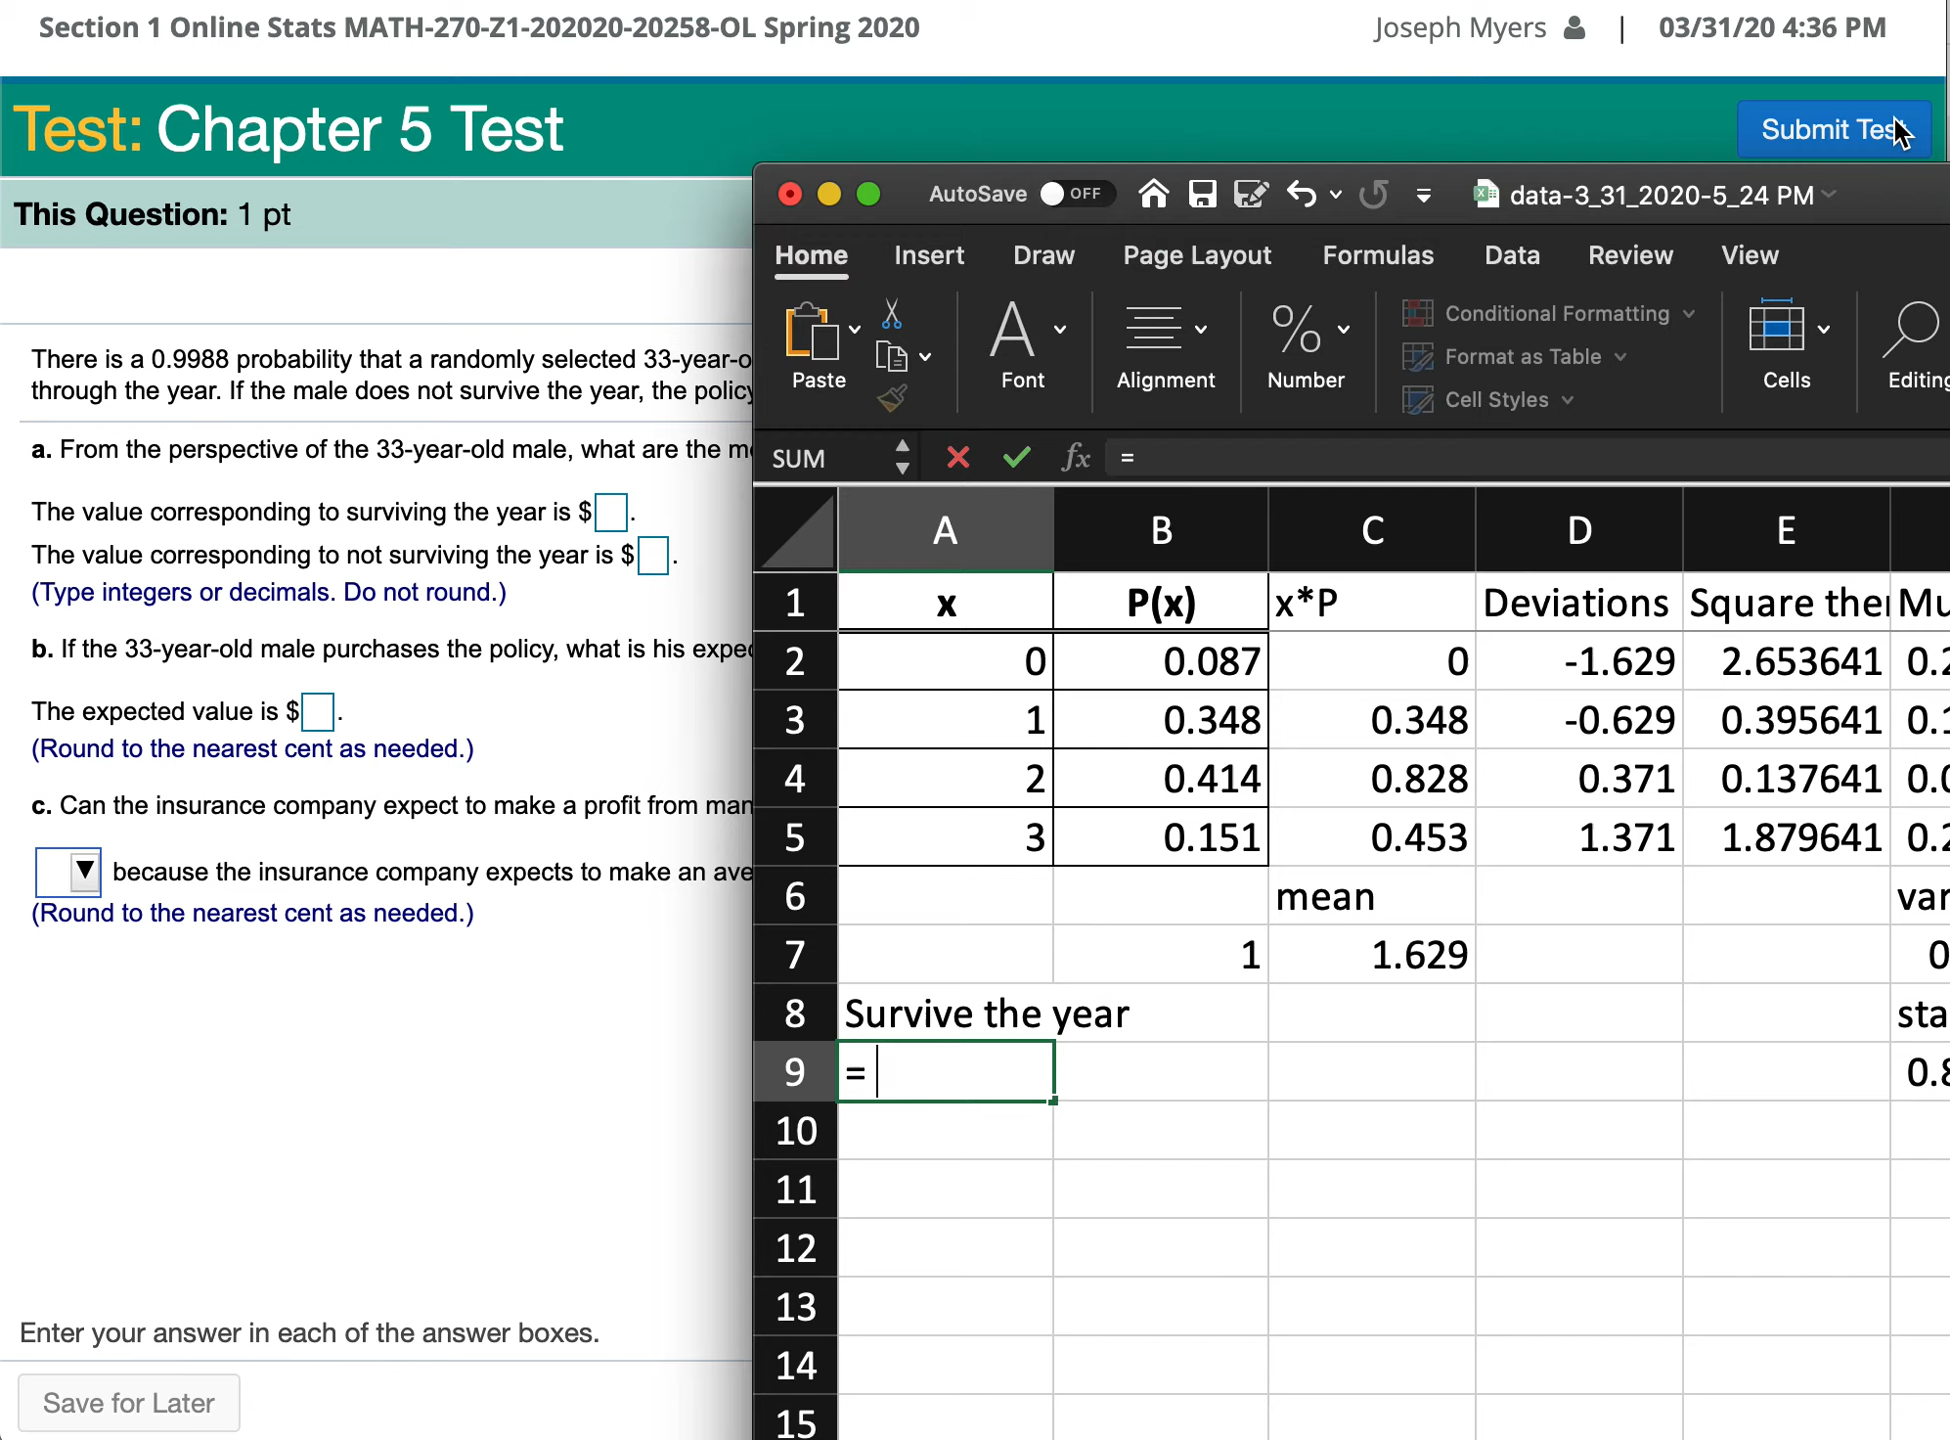 Section 1 Online Stats MATH-270-Z1-202020-20258-OL Spring 2020
Joseph Myers | 03/31/20 4:36 PM
Test: Chapter 5 Test
Submit Test
This Question: 1 pt
There is a 0.9988 probability that a randomly selected 33-year-o
through the year. If the male does not survive the year, the policy
a. From the perspective of the 33-year-old male, what are the mo
The value corresponding to surviving the year is $ .
The value corresponding to not surviving the year is $ .
(Type integers or decimals. Do not round.)
b. If the 33-year-old male purchases the policy, what is his expec
The expected value is $ .
(Round to the nearest cent as needed.)
c. Can the insurance company expect to make a profit from man
because the insurance company expects to make an ave
(Round to the nearest cent as needed.)
Enter your answer in each of the answer boxes.
Save for Later
AutoSave OFF data-3_31_2020-5_24 PM
Home Insert Draw Page Layout Formulas Data Review View
Paste Font Alignment Number Cells Editing
Conditional Formatting
Format as Table
Cell Styles
SUM fx =
A B C D E
1 x P(x) x*P Deviations Square the Mu
2 0 0.087 0 -1.629 2.653641 0.2
3 1 0.348 0.348 -0.629 0.395641 0.1
4 2 0.414 0.828 0.371 0.137641 0.0
5 3 0.151 0.453 1.371 1.879641 0.2
6 mean var
7 1 1.629 0
8 Survive the year sta
9 = 0.8
10
11
12
13
14
15